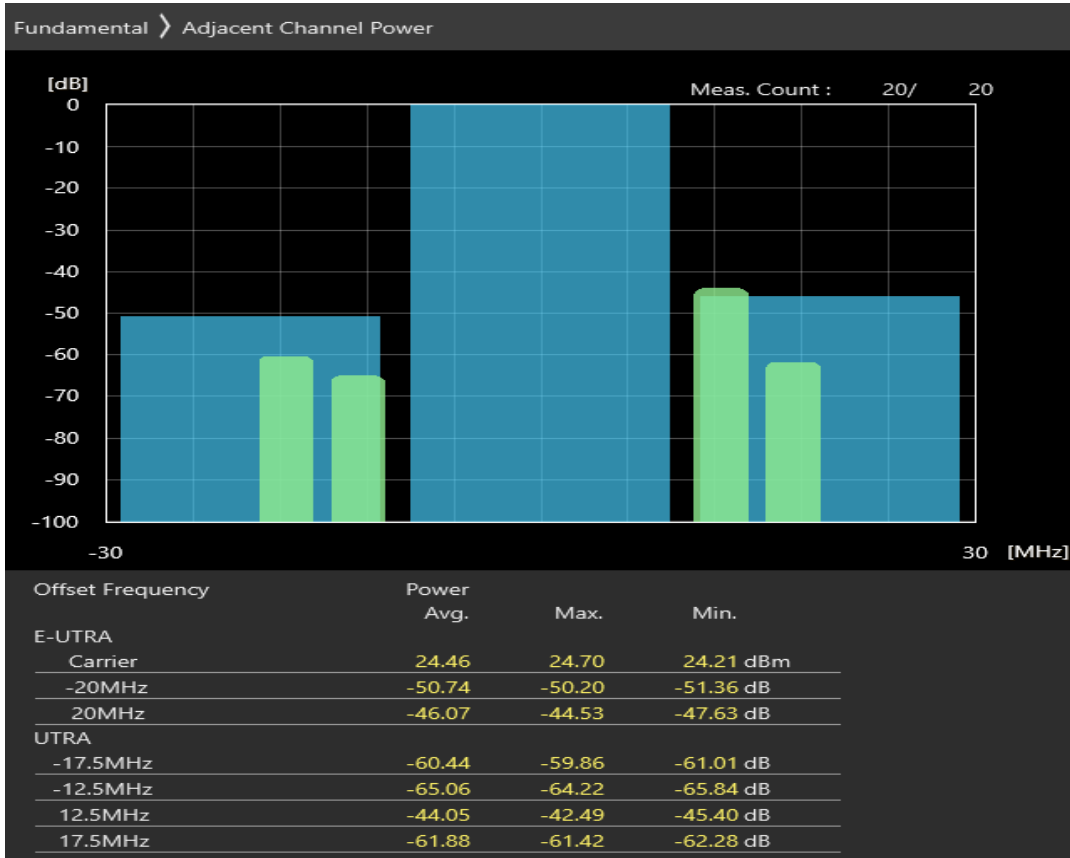 Fundamental 〉 Adjacent Channel Power
[dB]
Meas. Count : 20/ 20
0
-10
-20
-30
-40
-50
-60
-70
-80
-90
-100
-30 30 [MHz]
Offset Frequency Power
Avg. Max. Min.
E-UTRA
Carrier 24.46 24.70 24.21 dBm
-20MHz -50.74 -50.20 -51.36 dB
20MHz -46.07 -44.53 -47.63 dB
UTRA
-17.5MHz -60.44 -59.86 -61.01 dB
-12.5MHz -65.06 -64.22 -65.84 dB
12.5MHz -44.05 -42.49 -45.40 dB
17.5MHz -61.88 -61.42 -62.28 dB